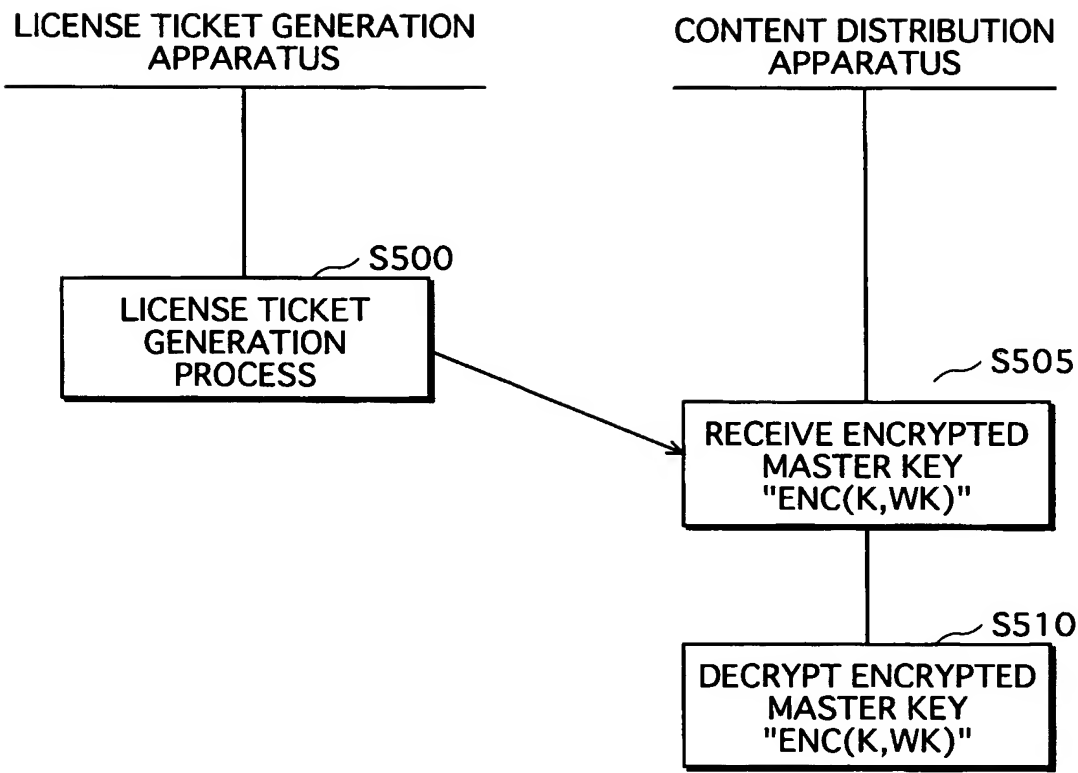 LICENSE TICKET GENERATION
APPARATUS
CONTENT DISTRIBUTION
APPARATUS
S500
LICENSE TICKET
GENERATION
PROCESS
S505
RECEIVE ENCRYPTED
MASTER KEY
"ENC(K,WK)"
S510
DECRYPT ENCRYPTED
MASTER KEY
"ENC(K,WK)"